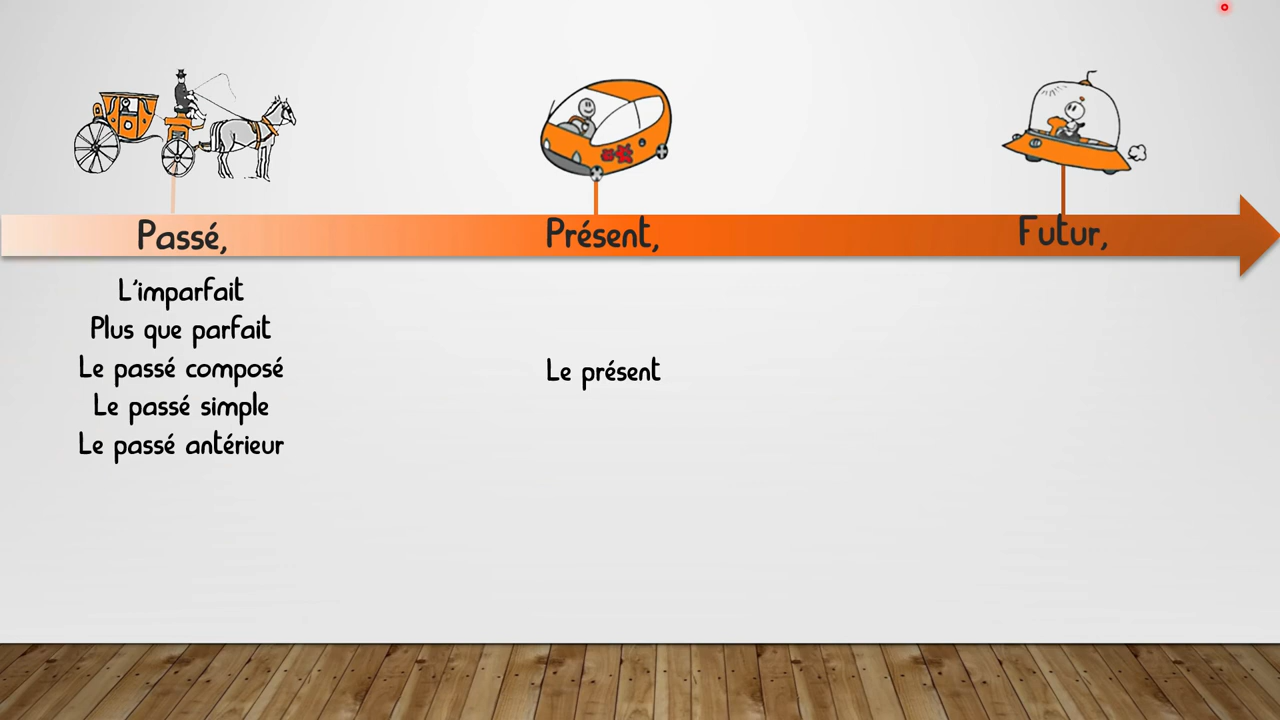 Passé,
Présent,
Futur,
L'imparfait
Plus que parfait
Le passé composé
Le passé simple
Le passé antérieur
Le présent